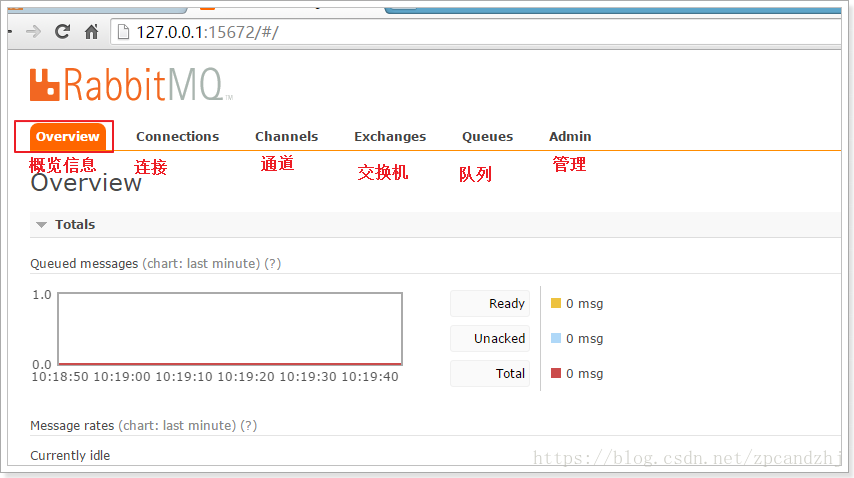 127.0.0.1:15672/#/
RabbitMQ™
Overview Connections Channels Exchanges Queues Admin
概览信息 连接 通道 交换机 队列 管理
Overview
Totals
Queued messages (chart: last minute) (?)
1.0
0.0
10:18:50 10:19:00 10:19:10 10:19:20 10:19:30 10:19:40
Ready 0 msg
Unacked 0 msg
Total 0 msg
Message rates (chart: last minute) (?)
Currently idle
https://blog.csdn.net/zpcandzhj